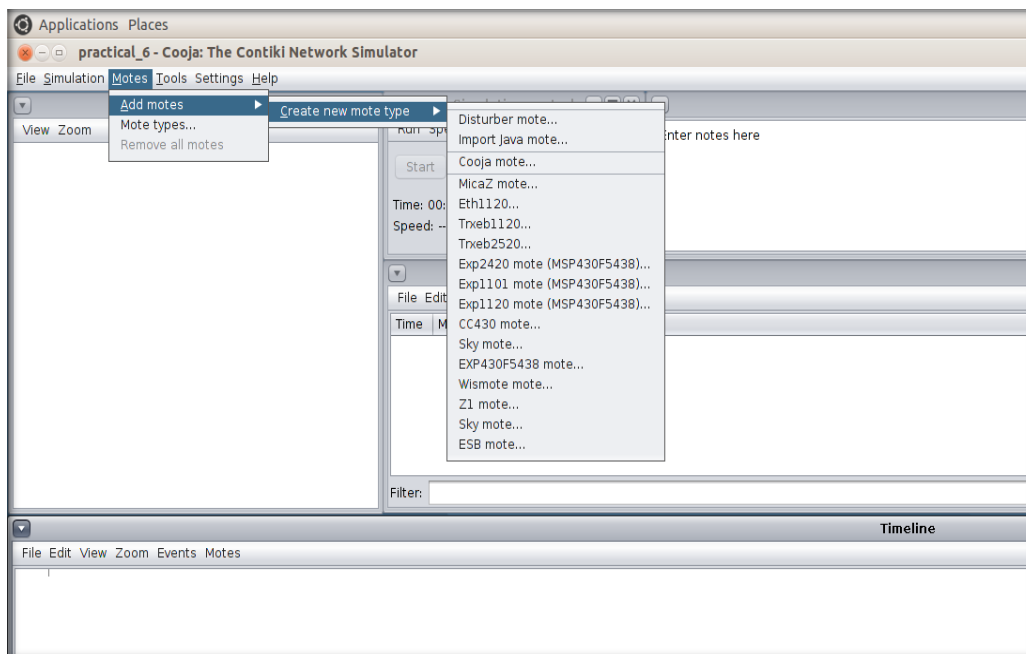 Applications Places
practical_6 - Cooja: The Contiki Network Simulator
File Simulation Motes Tools Settings Help
Add motes
Mote types...
Remove all motes
Create new mote type
Disturber mote...
Import Java mote...
Cooja mote...
MicaZ mote...
Eth1120...
Trxeb1120...
Trxeb2520...
Exp2420 mote (MSP430F5438)...
Exp1101 mote (MSP430F5438)...
Exp1120 mote (MSP430F5438)...
CC430 mote...
Sky mote...
EXP430F5438 mote...
Wismote mote...
Z1 mote...
Sky mote...
ESB mote...
View Zoom
Run Spe
Start
Time: 00:
Speed: --
Enter notes here
File Edit
Time M
Filter:
Timeline
File Edit View Zoom Events Motes